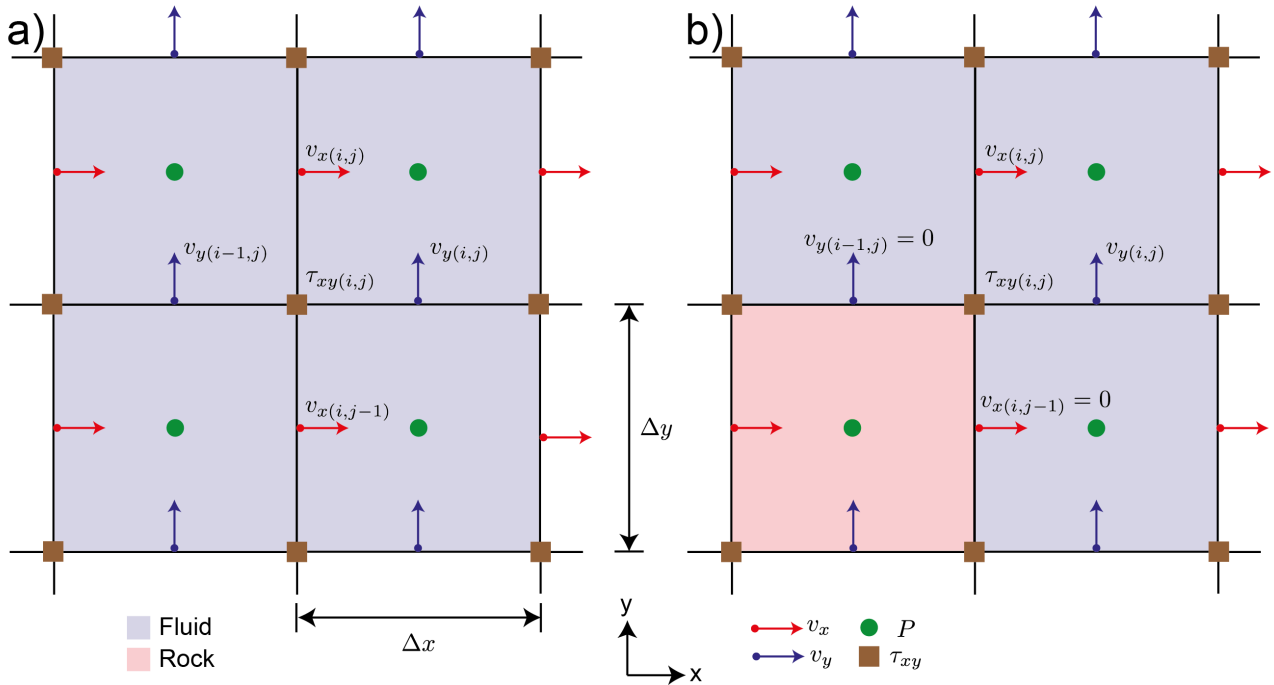 a)
v_{x(i,j)}
v_{y(i-1,j)}
v_{y(i,j)}
τ_{xy(i,j)}
v_{x(i,j-1)}
Δy
Δx
Fluid
Rock
y
x
b)
v_{x(i,j)}
v_{y(i-1,j)} = 0
v_{y(i,j)}
τ_{xy(i,j)}
v_{x(i,j-1)} = 0
v_x
P
v_y
τ_{xy}